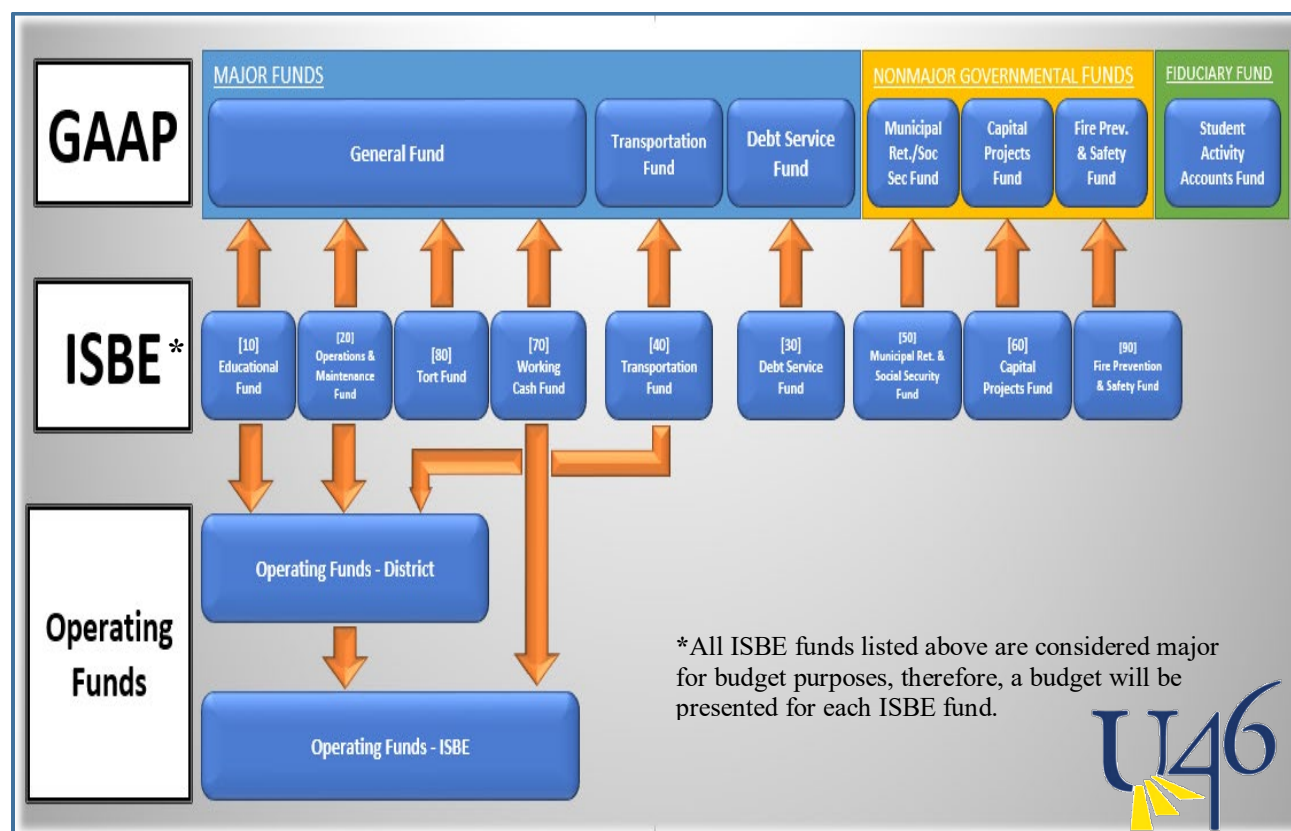 GAAP
MAJOR FUNDS
General Fund
Transportation
Fund
Debt Service
Fund
NONMAJOR GOVERNMENTAL FUNDS
Municipal
Ret./Soc
Sec Fund
Capital
Projects
Fund
Fire Prev.
& Safety
Fund
FIDUCIARY FUND
Student
Activity
Accounts Fund
ISBE*
[10]
Educational
Fund
[20]
Operations &
Maintenance
Fund
[80]
Tort Fund
[70]
Working
Cash Fund
[40]
Transportation
Fund
[30]
Debt Service
Fund
[50]
Municipal Ret. &
Social Security
Fund
[60]
Capital
Projects Fund
[90]
Fire Prevention
& Safety Fund
Operating
Funds
Operating Funds - District
Operating Funds - ISBE
*All ISBE funds listed above are considered major
for budget purposes, therefore, a budget will be
presented for each ISBE fund.
U46